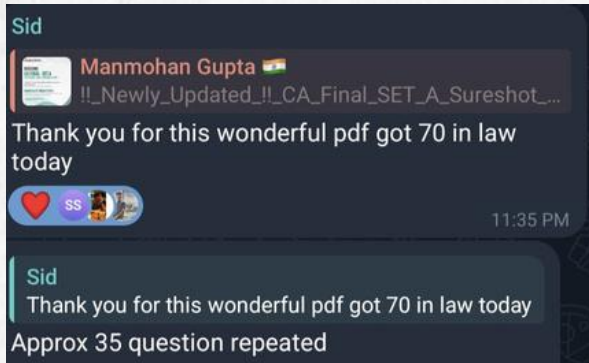 Sid
Manmohan Gupta 🇮🇳
!!_Newly_Updated_!!_CA_Final_SET_A_Sureshot_...
Thank you for this wonderful pdf got 70 in law
today
❤️ SS
11:35 PM
Sid
Thank you for this wonderful pdf got 70 in law today
Approx 35 question repeated